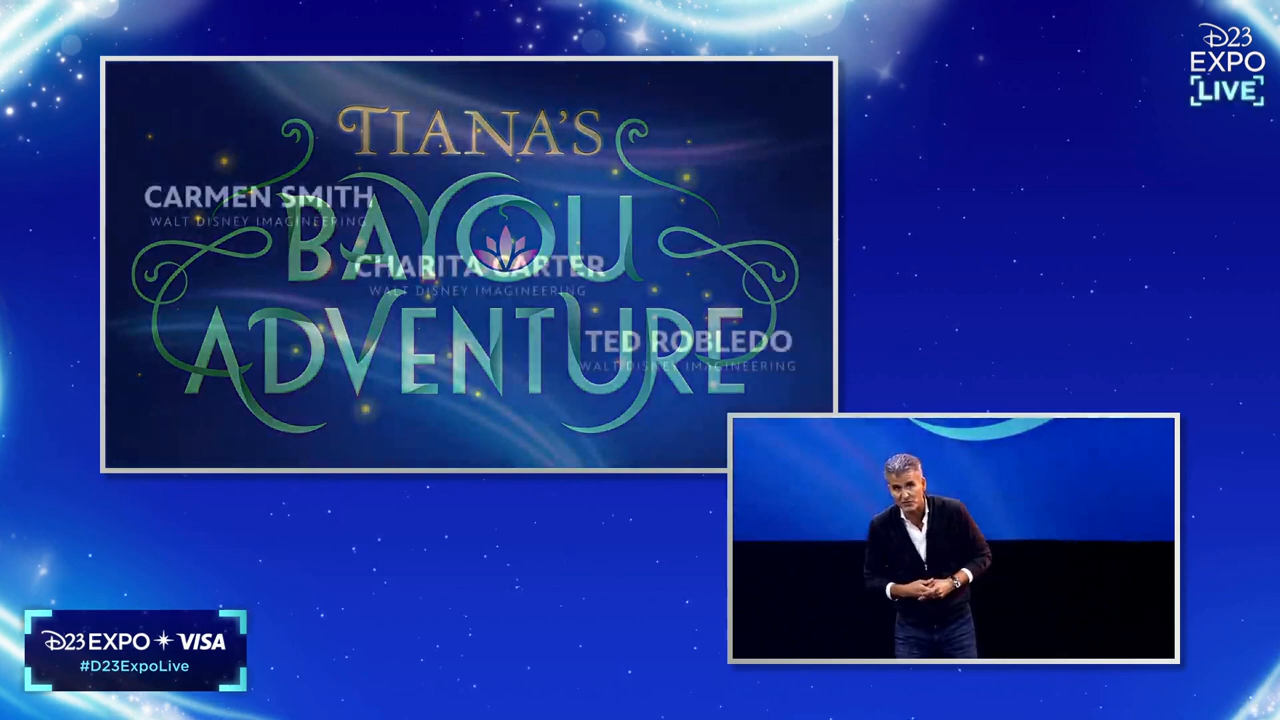 TIANA'S
BAYOU
ADVENTURE
CARMEN SMITH
WALT DISNEY IMAGINEERING
CHARITA CARTER
WALT DISNEY IMAGINEERING
TED ROBLEDO
WALT DISNEY IMAGINEERING
D23
EXPO
LIVE
D23 EXPO VISA
#D23ExpoLive